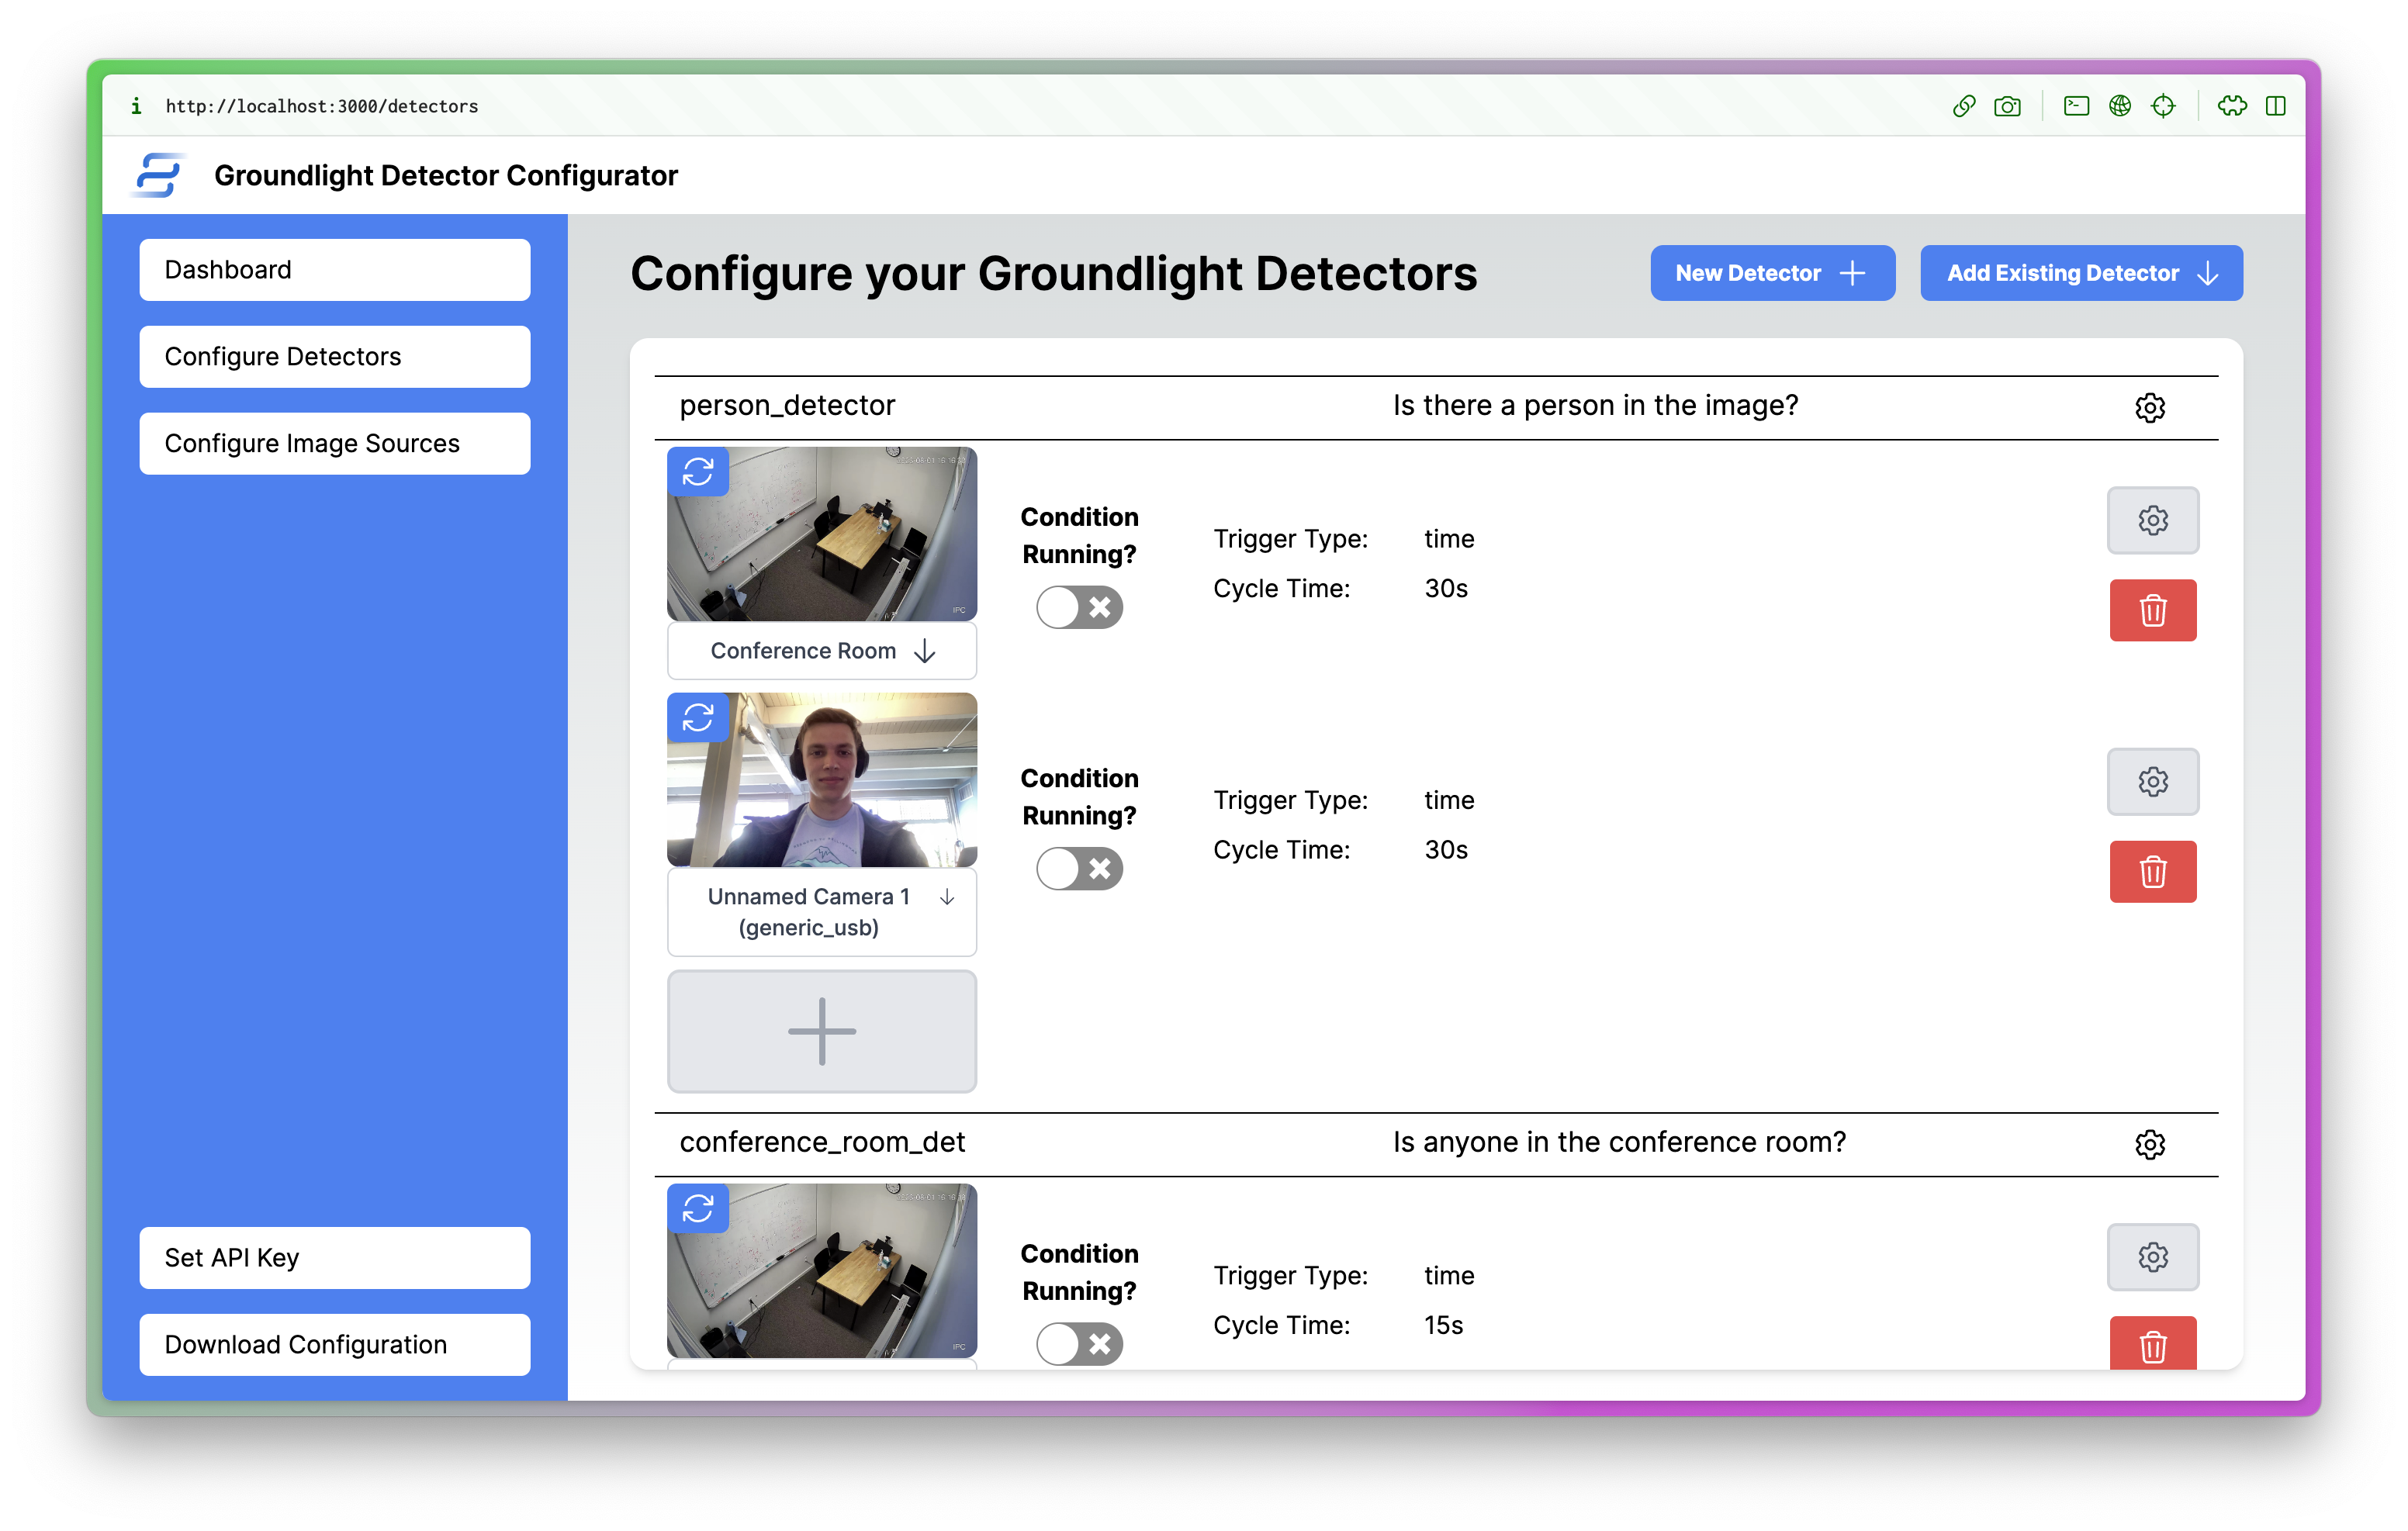 i http://localhost:3000/detectors
Groundlight Detector Configurator
Dashboard
Configure Detectors
Configure Image Sources
Set API Key
Download Configuration
Configure your Groundlight Detectors
New Detector
Add Existing Detector
person_detector
Is there a person in the image?
IPC
Conference Room
Condition
Running?
Trigger Type: time
Cycle Time: 30s
Unnamed Camera 1
(generic_usb)
Condition
Running?
Trigger Type: time
Cycle Time: 30s
conference_room_det
Is anyone in the conference room?
IPC
Condition
Running?
Trigger Type: time
Cycle Time: 15s